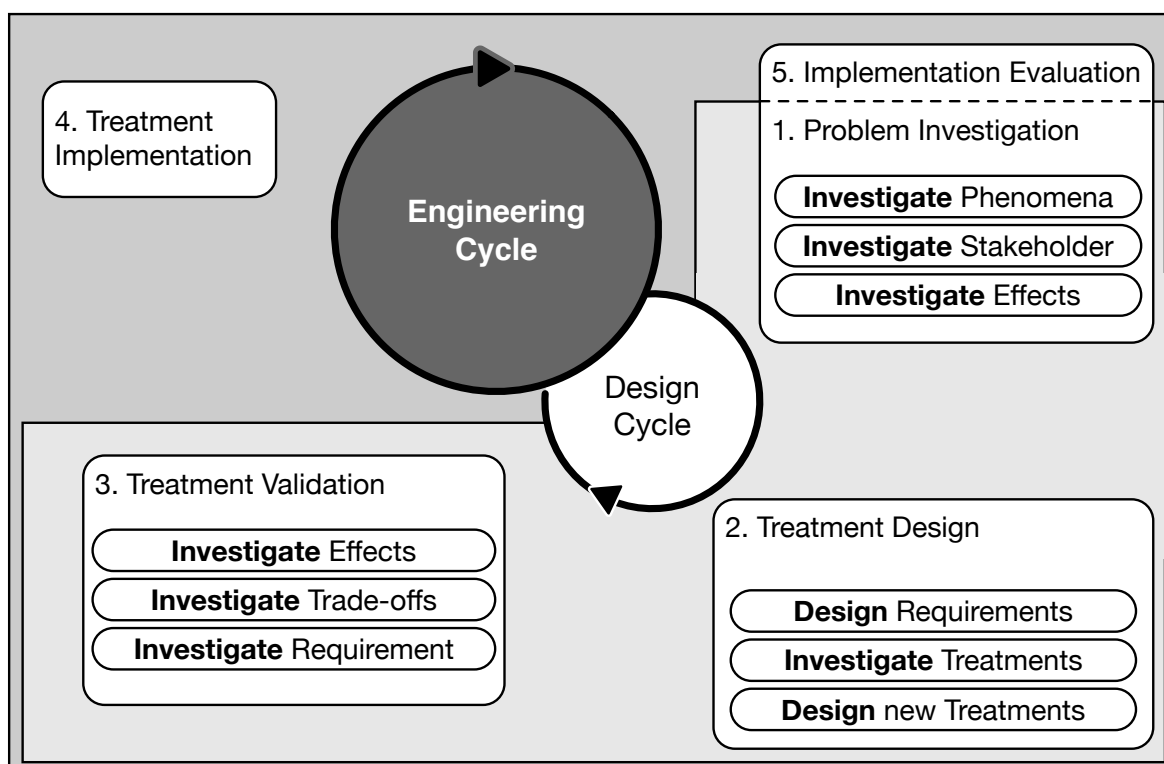 4. Treatment
Implementation
Engineering
Cycle
5. Implementation Evaluation
1. Problem Investigation
Investigate Phenomena
Investigate Stakeholder
Investigate Effects
Design
Cycle
3. Treatment Validation
Investigate Effects
Investigate Trade-offs
Investigate Requirement
2. Treatment Design
Design Requirements
Investigate Treatments
Design new Treatments